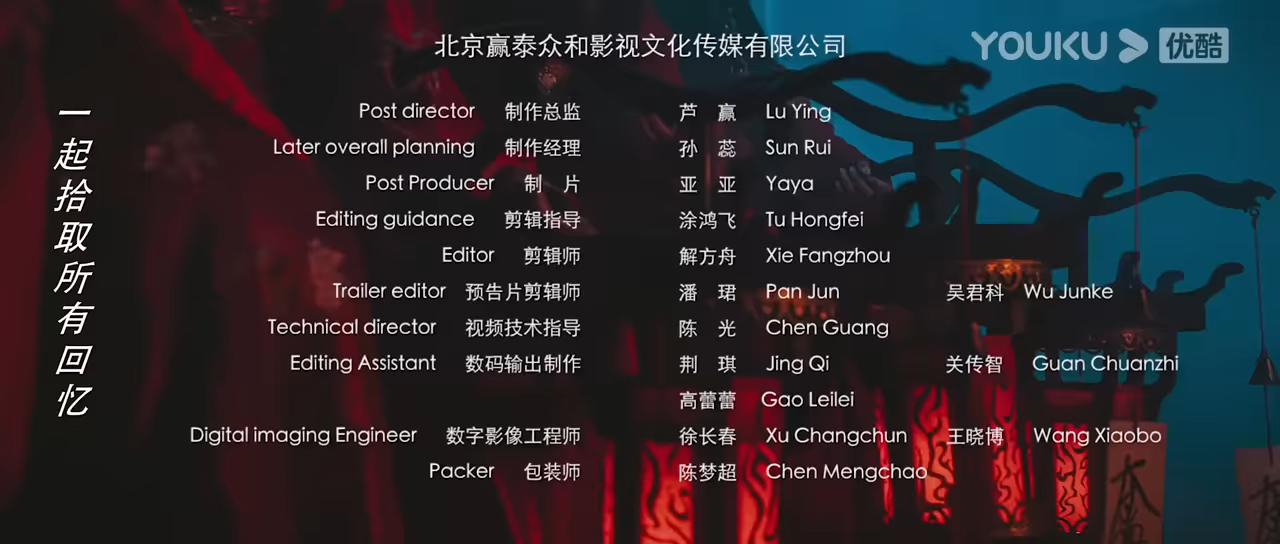 北京赢泰众和影视文化传媒有限公司
YOUKU 优酷
一起拾取所有回忆
Post director 制作总监 芦 赢 Lu Ying
Later overall planning 制作经理 孙 蕊 Sun Rui
Post Producer 制 片 亚 亚 Yaya
Editing guidance 剪辑指导 涂鸿飞 Tu Hongfei
Editor 剪辑师 解方舟 Xie Fangzhou
Trailer editor 预告片剪辑师 潘 珺 Pan Jun 吴君科 Wu Junke
Technical director 视频技术指导 陈 光 Chen Guang
Editing Assistant 数码输出制作 荆 琪 Jing Qi 关传智 Guan Chuanzhi
高蕾蕾 Gao Leilei
Digital imaging Engineer 数字影像工程师 徐长春 Xu Changchun 王晓博 Wang Xiaobo
Packer 包装师 陈梦超 Chen Mengchao